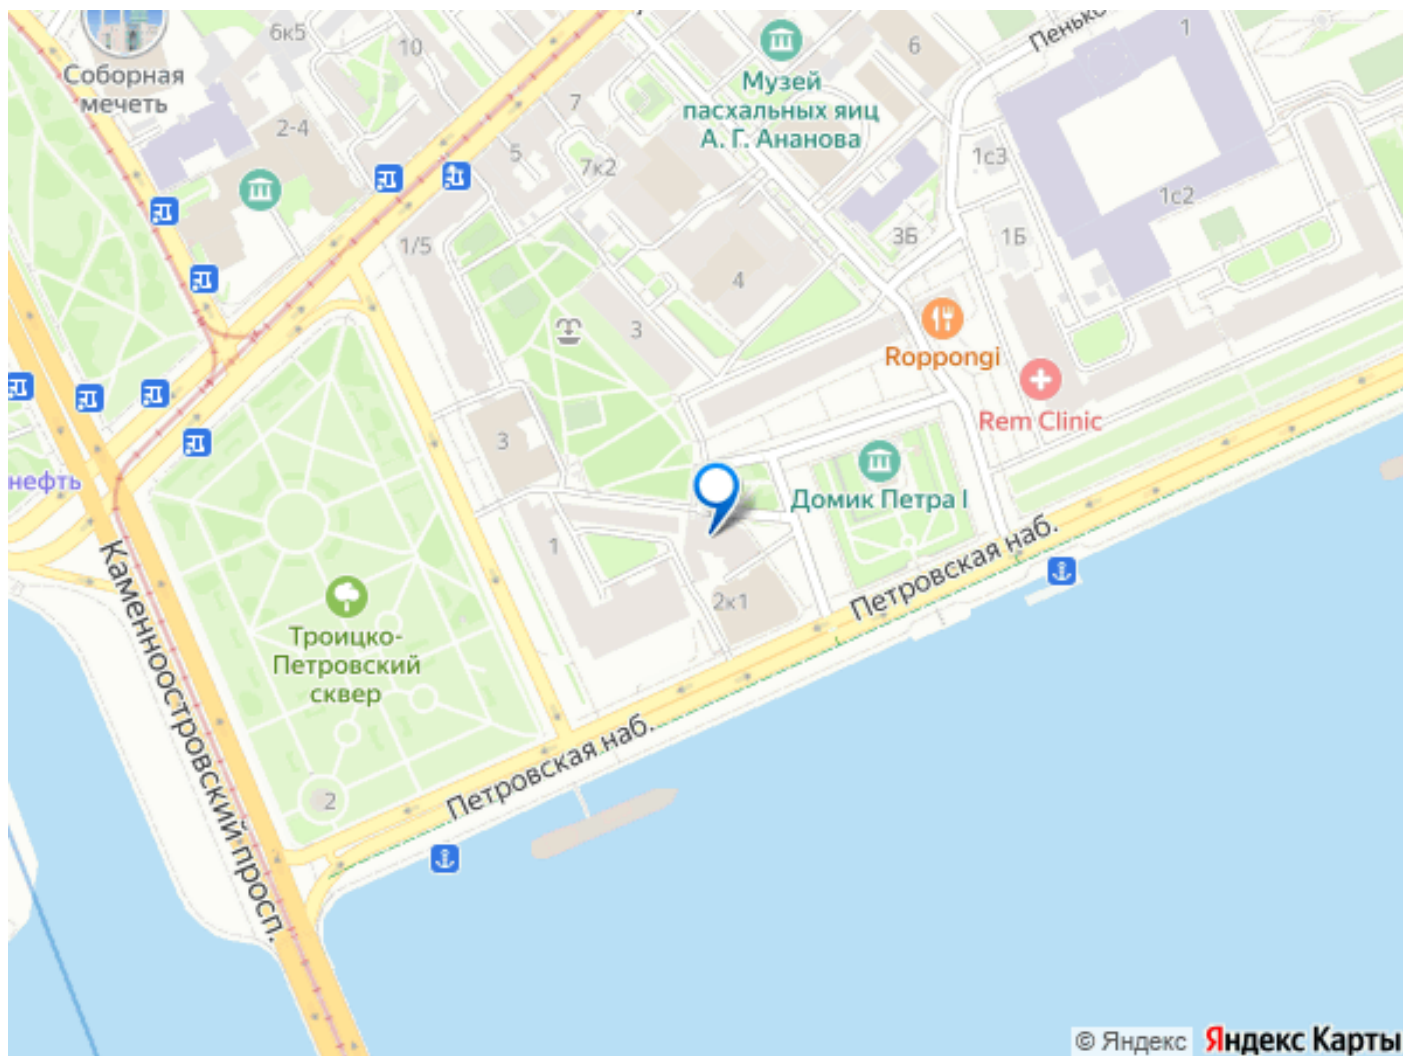 6к5
10
Соборная
мечеть
2-4
7
5
7к2
1/5
Музей
пасхальных яиц
А. Г. Ананова
6
1
1с3
1с2
3Б
1Б
4
3
Roppongi
Rem Clinic
3
нефть
Домик Петра I
1
2к1
Петровская наб.
Троицко-
Петровский
сквер
Каменноостровский просп.
Петровская наб.
2
© Яндекс Яндекс Карты